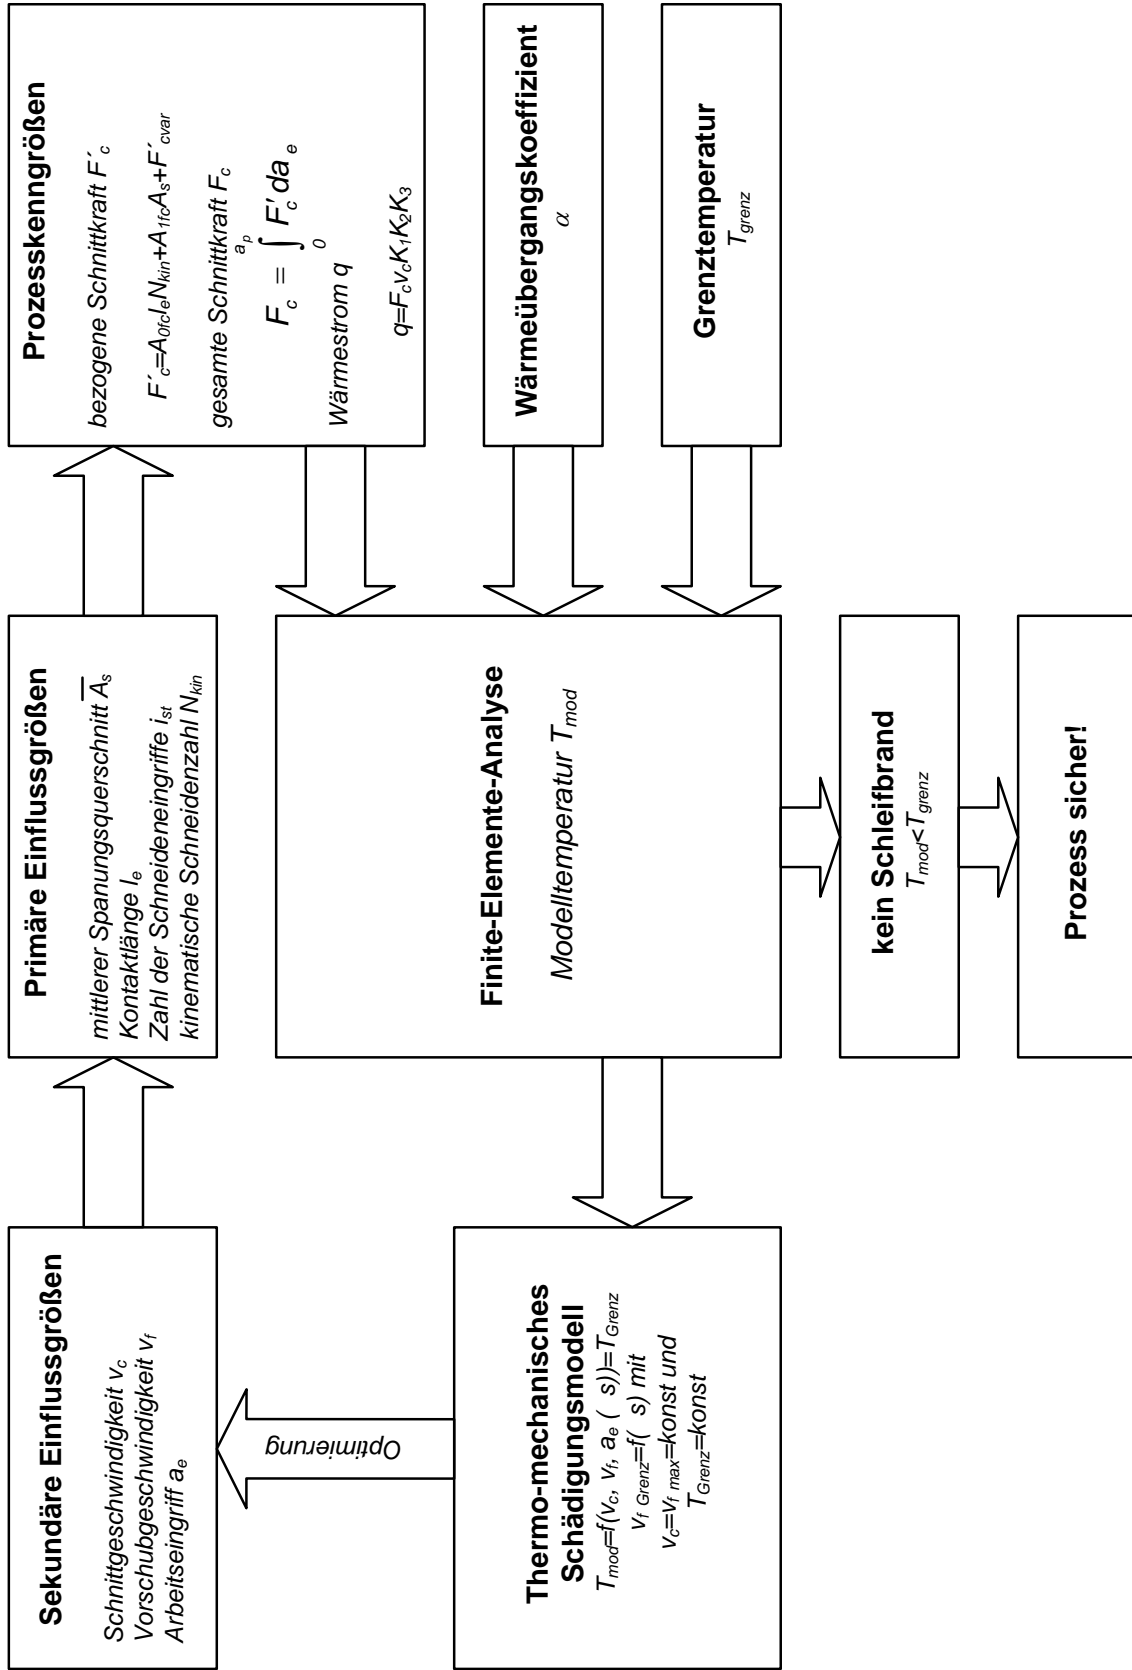 Sekundäre Einflussgrößen
Schnittgeschwindigkeit v_c
Vorschubgeschwindigkeit v_f
Arbeitseingriff a_e
Primäre Einflussgrößen
mittlerer Spanungsquerschnitt A̅_s
Kontaktlänge l_e
Zahl der Schneideneingriffe i_st
kinematische Schneidenzahl N_kin
Prozesskenngrößen
bezogene Schnittkraft F´_c
F´_c=A_0fc l_e N_kin+A_1fc A_s+F´_cvar
gesamte Schnittkraft F_c
F_c = ∫_0^{a_p} F'_c da_e
Wärmestrom q
q=F_c v_c K_1 K_2 K_3
Optimierung
Thermo-mechanisches
Schädigungsmodell
T_mod=f(v_c, v_f, a_e ( s))=T_Grenz
v_f Grenz=f( s) mit
v_c=v_f max=konst und
T_Grenz=konst
Finite-Elemente-Analyse
Modelltemperatur T_mod
Wärmeübergangskoeffizient
α
Grenztemperatur
T_grenz
kein Schleifbrand
T_mod<T_grenz
Prozess sicher!